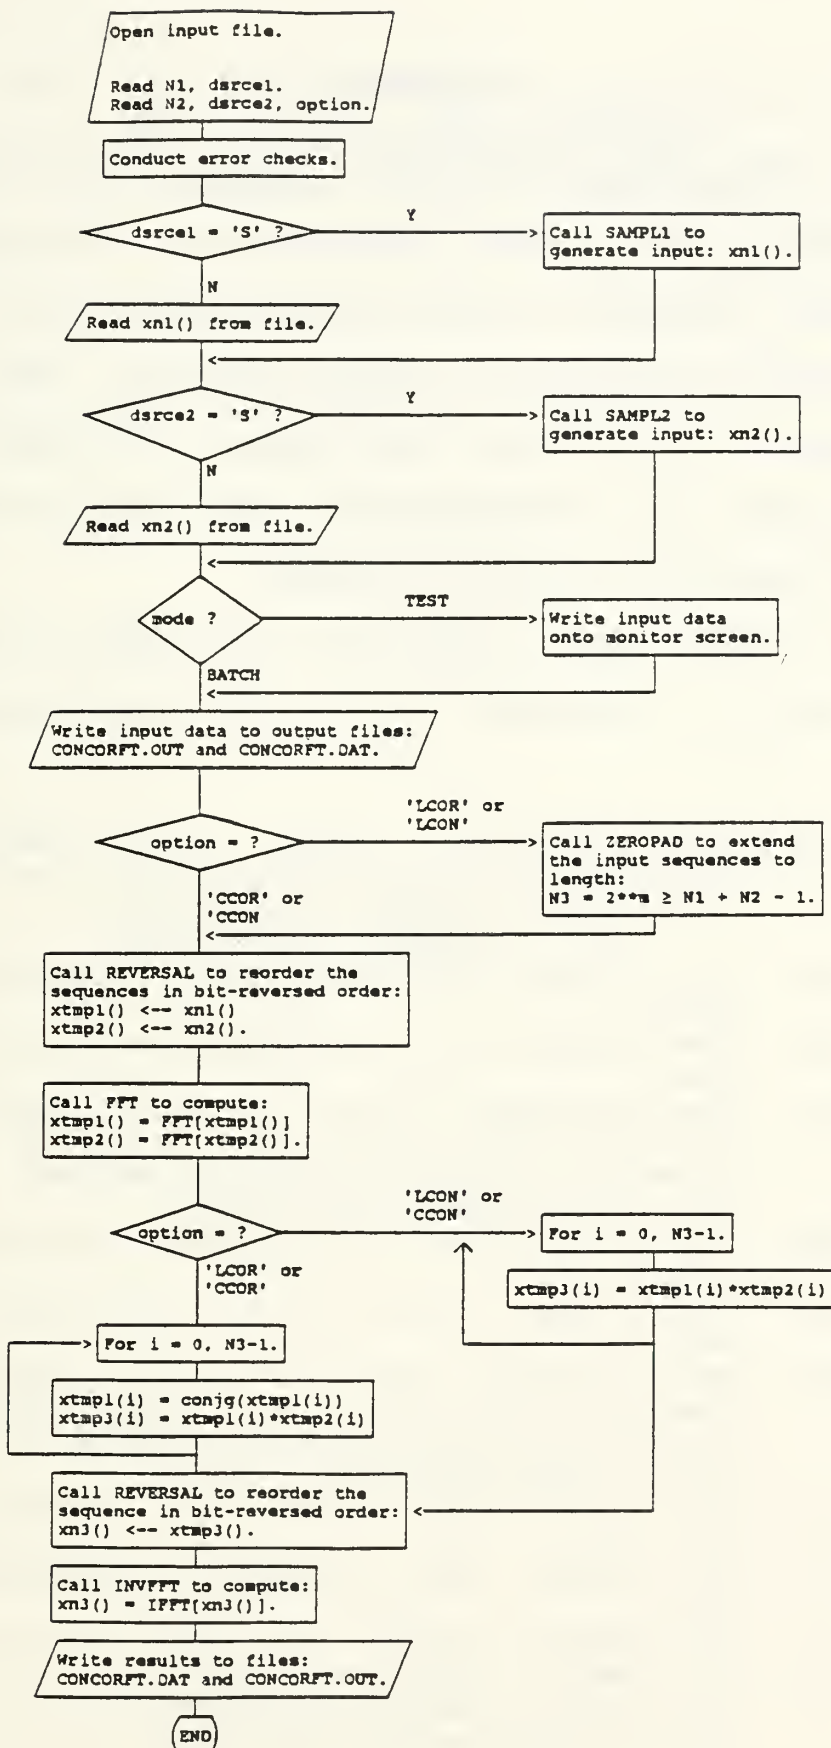 Open input file.
Read N1, dsrce1.
Read N2, dsrce2, option.
Conduct error checks.
dsrce1 = 'S' ?
Y
Call SAMPL1 to
generate input: xn1().
N
Read xn1() from file.
dsrce2 = 'S' ?
Y
Call SAMPL2 to
generate input: xn2().
N
Read xn2() from file.
mode ?
TEST
Write input data
onto monitor screen.
BATCH
Write input data to output files:
CONCORFT.OUT and CONCORFT.DAT.
option = ?
'LCOR' or
'LCON'
Call ZEROPAD to extend
the input sequences to
length:
N3 = 2**m ≥ N1 + N2 - 1.
'CCOR' or
'CCON
Call REVERSAL to reorder the
sequences in bit-reversed order:
xtmp1() <-- xn1()
xtmp2() <-- xn2().
Call FFT to compute:
xtmp1() = FFT[xtmp1()]
xtmp2() = FFT[xtmp2()].
option = ?
'LCON' or
'CCON'
For i = 0, N3-1.
xtmp3(i) = xtmp1(i)*xtmp2(i)
'LCOR' or
'CCOR'
For i = 0, N3-1.
xtmp1(i) = conjg(xtmp1(i))
xtmp3(i) = xtmp1(i)*xtmp2(i)
Call REVERSAL to reorder the
sequence in bit-reversed order:
xn3() <-- xtmp3().
Call INVFFT to compute:
xn3() = IFFT[xn3()].
Write results to files:
CONCORFT.DAT and CONCORFT.OUT.
END